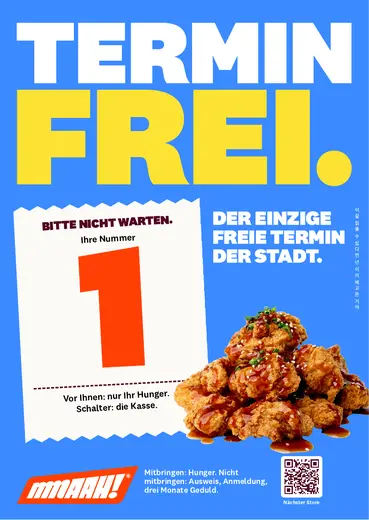 TERMIN
FREI.
BITTE NICHT WARTEN.
Ihre Nummer
1
Vor Ihnen: nur Ihr Hunger.
Schalter: die Kasse.
DER EINZIGE
FREIE TERMIN
DER STADT.
mmAAH!
Mitbringen: Hunger. Nicht
mitbringen: Ausweis, Anmeldung,
drei Monate Geduld.
Nächster Store